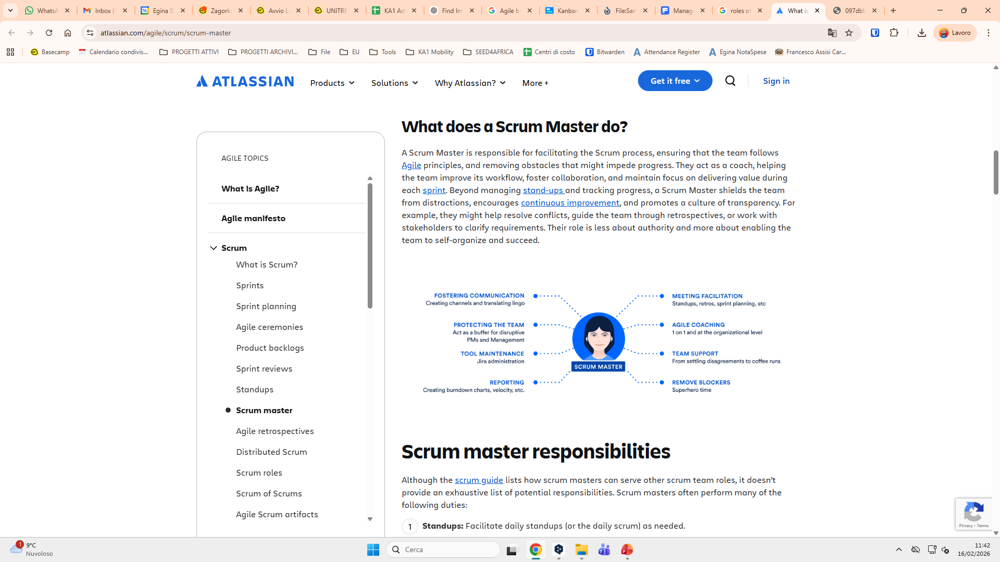 WhatsA
Inbox (
Egina S
Zagork
Avvio L
UNITRE
KA1 Ad
Find Im
Agile b
Kanban
File:San
Manag
roles of
What is
097dbb
atlassian.com/agile/scrum/scrum-master
Lavoro
Basecamp
Calendario condivis...
PROGETTI ATTIVI
PROGETTI ARCHIVI...
File
EU
Tools
KA1 Mobility
SEED4AFRICA
Centri di costo
Bitwarden
Attendance Register
Egina NotaSpese
Francesco Assisi Car...
ATLASSIAN
Products
Solutions
Why Atlassian?
More +
Get it free
Sign in
AGILE TOPICS
What Is Agile?
Agile manifesto
Scrum
What is Scrum?
Sprints
Sprint planning
Agile ceremonies
Product backlogs
Sprint reviews
Standups
Scrum master
Agile retrospectives
Distributed Scrum
Scrum roles
Scrum of Scrums
Agile Scrum artifacts
What does a Scrum Master do?
A Scrum Master is responsible for facilitating the Scrum process, ensuring that the team follows
Agile principles, and removing obstacles that might impede progress. They act as a coach, helping
the team improve its workflow, foster collaboration, and maintain focus on delivering value during
each sprint. Beyond managing stand-ups and tracking progress, a Scrum Master shields the team
from distractions, encourages continuous improvement, and promotes a culture of transparency. For
example, they might help resolve conflicts, guide the team through retrospectives, or work with
stakeholders to clarify requirements. Their role is less about authority and more about enabling the
team to self-organize and succeed.
FOSTERING COMMUNICATION
Creating channels and translating lingo
PROTECTING THE TEAM
Act as a buffer for disruptive
PMs and Management
TOOL MAINTENANCE
Jira administration
REPORTING
Creating burndown charts, velocity, etc.
SCRUM MASTER
MEETING FACILITATION
Standups, retros, sprint planning, etc
AGILE COACHING
1 on 1 and at the organizational level
TEAM SUPPORT
From settling disagreements to coffee runs
REMOVE BLOCKERS
Superhero time
Scrum master responsibilities
Although the scrum guide lists how scrum masters can serve other scrum team roles, it doesn't
provide an exhaustive list of potential responsibilities. Scrum masters often perform many of the
following duties:
1 Standups: Facilitate daily standups (or the daily scrum) as needed.
Privacy - Terms
1
9°C
Nuvoloso
Cerca
11:42
16/02/2026